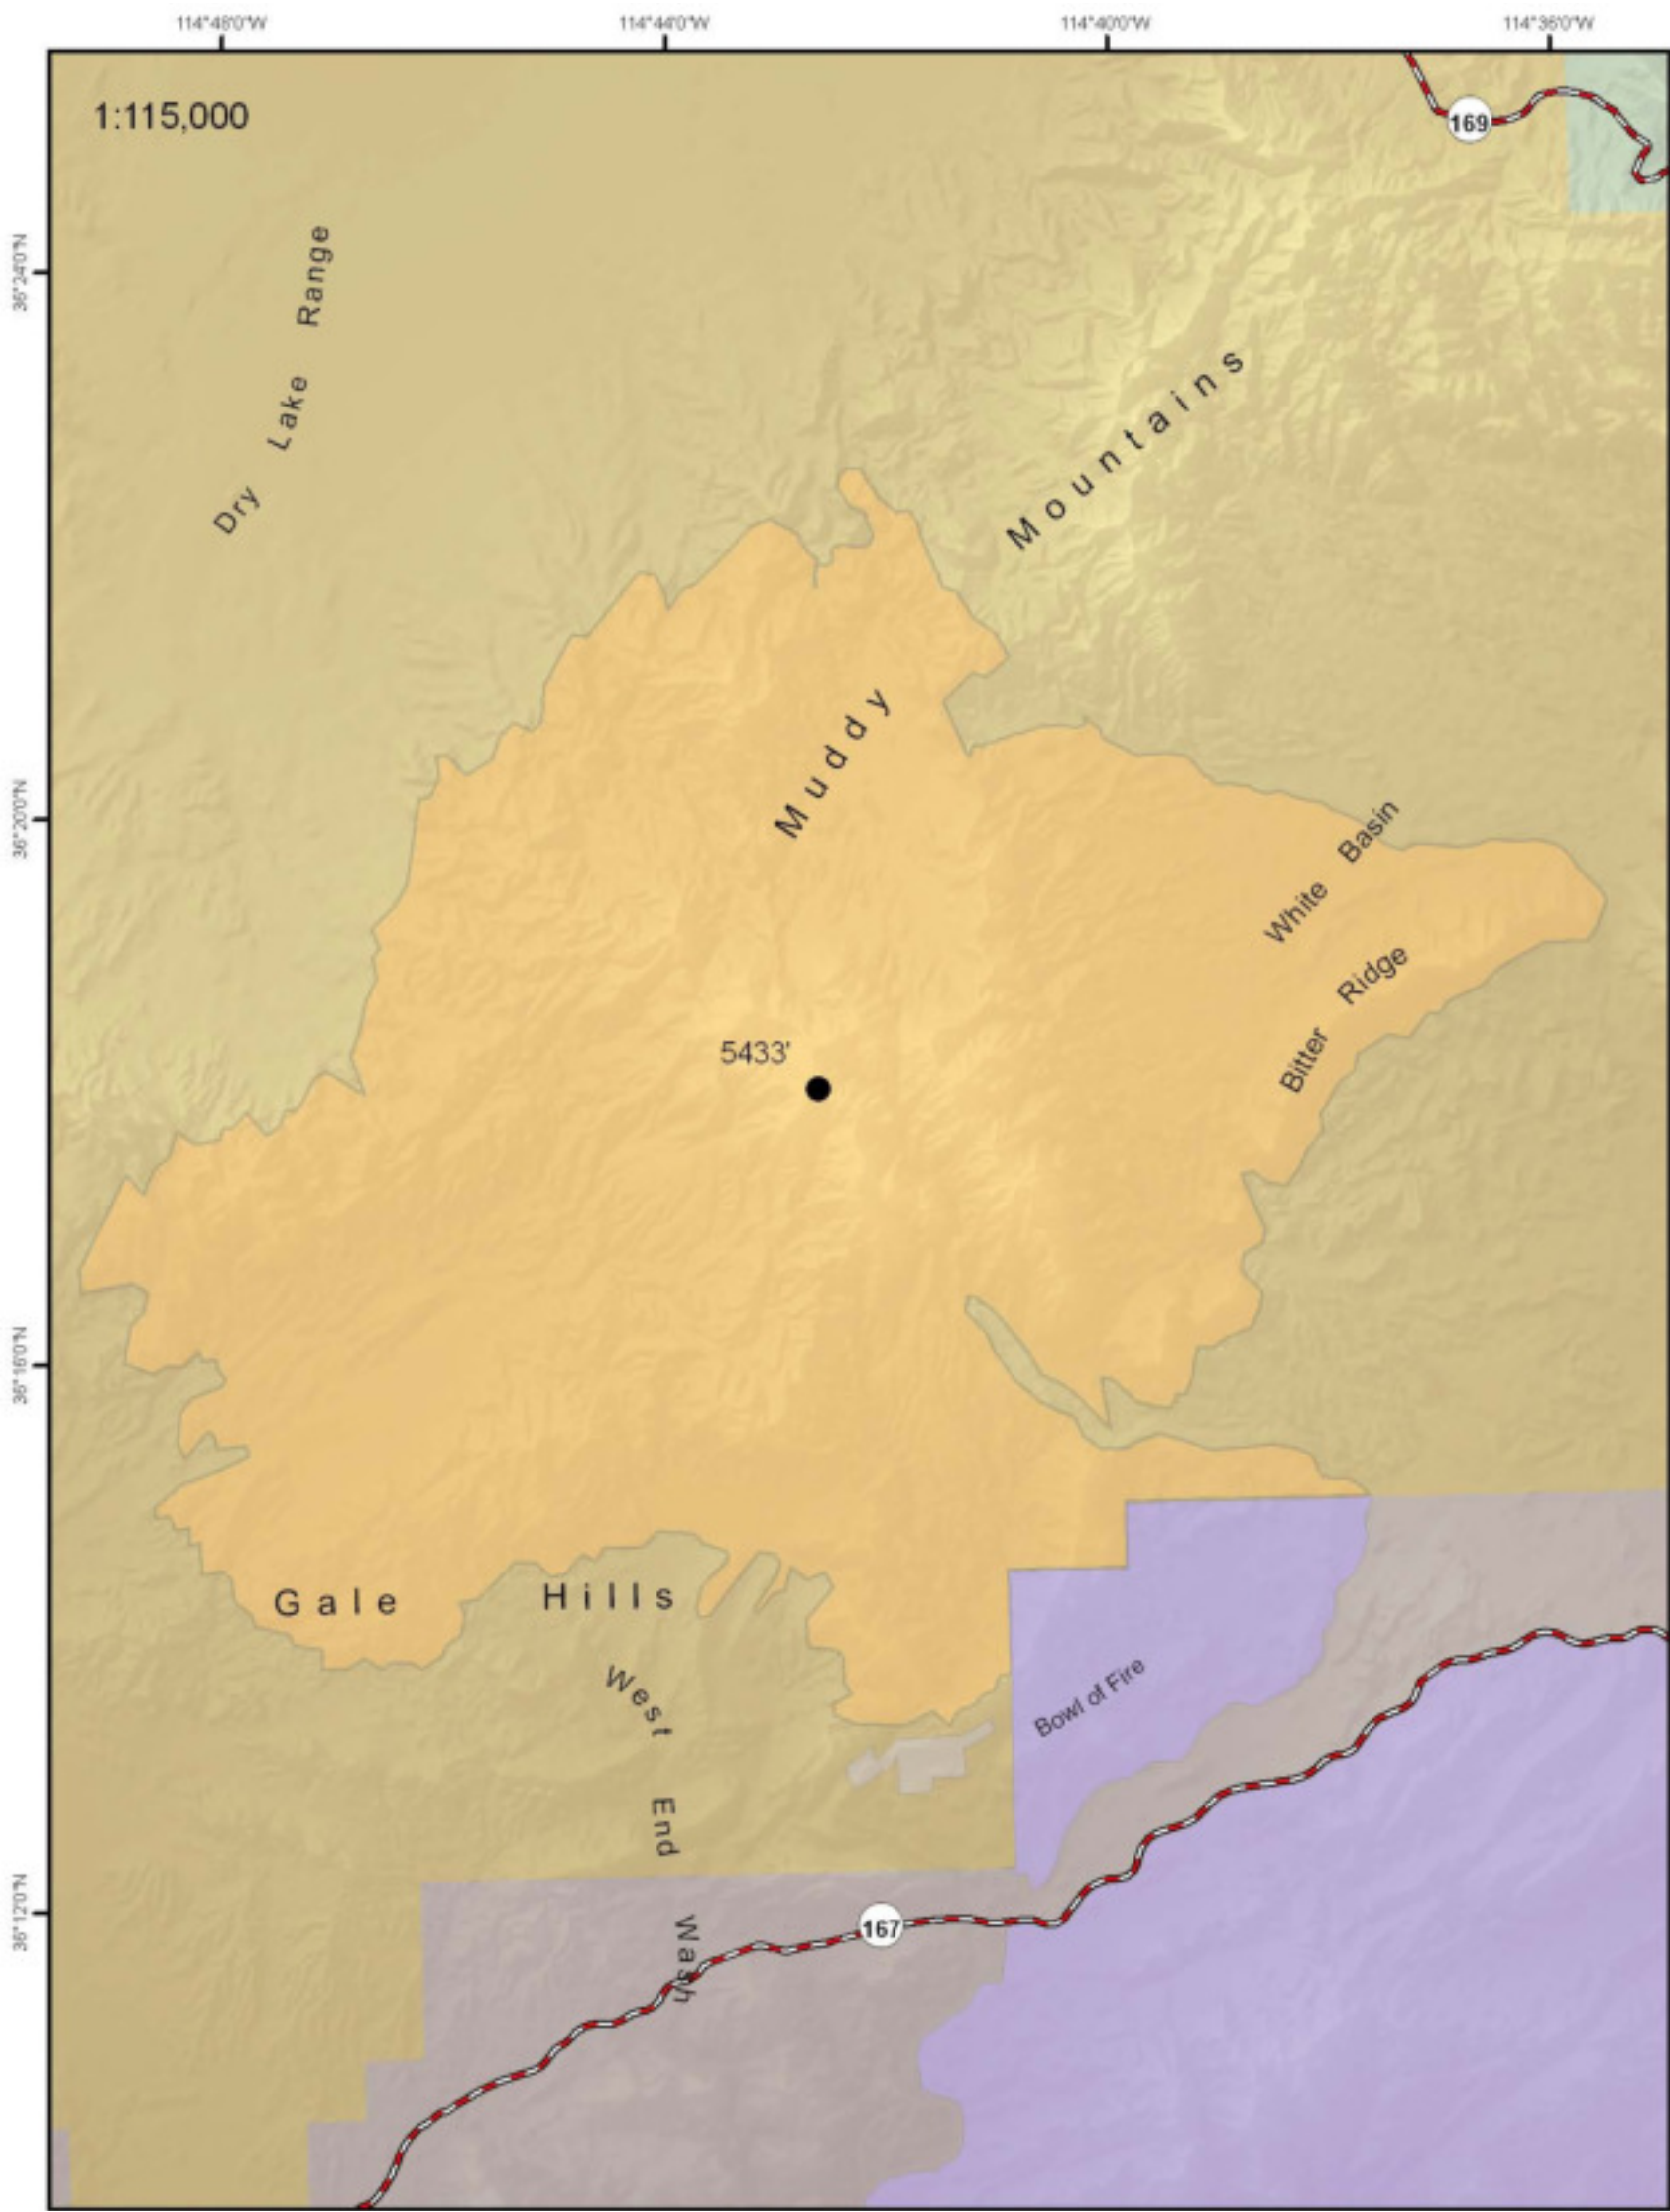 114°48'0"W 114°44'0"W 114°40'0"W 114°36'0"W
1:115,000
169
36°24'0"N
Dry Lake Range
Muddy Mountains
36°20'0"N
White Basin
Bitter Ridge
5433'
36°16'0"N
Gale Hills
West End Wash
Bowl of Fire
36°12'0"N
167